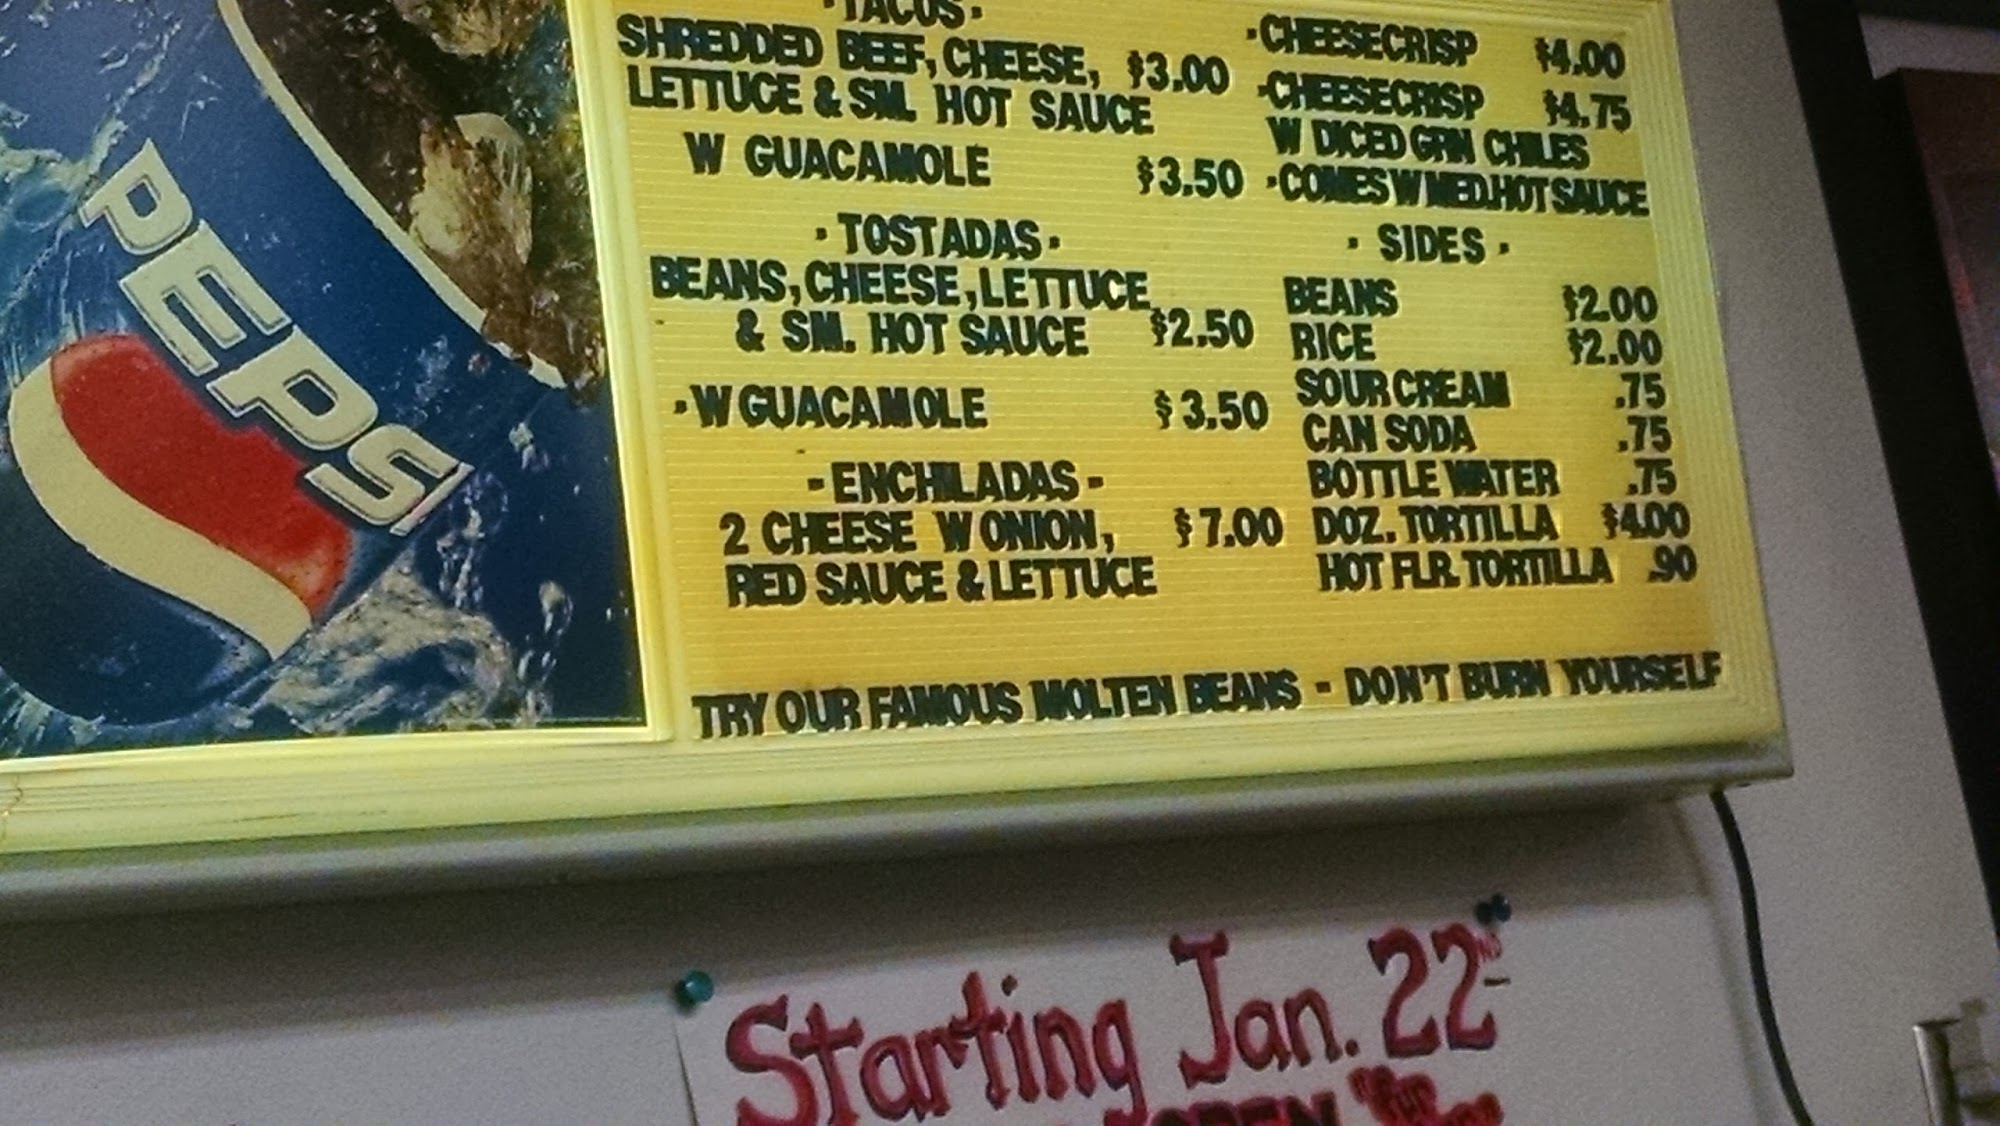 PEPSI
·TACOS·
SHREDDED BEEF, CHEESE, $3.00
LETTUCE & SM. HOT SAUCE
W GUACAMOLE $3.50
· TOSTADAS ·
BEANS, CHEESE, LETTUCE
& SM. HOT SAUCE $2.50
·W GUACAMOLE $3.50
- ENCHILADAS -
2 CHEESE W ONION, $7.00
RED SAUCE & LETTUCE
·CHEESECRISP $4.00
·CHEESECRISP $4.75
W DICED GRN CHILES
·COMES W MED.HOT SAUCE
· SIDES ·
BEANS $2.00
RICE $2.00
SOUR CREAM .75
CAN SODA .75
BOTTLE WATER .75
DOZ. TORTILLA $4.00
HOT FLR. TORTILLA .90
TRY OUR FAMOUS MOLTEN BEANS - DON'T BURN YOURSELF
Starting Jan. 22ND
OPEN